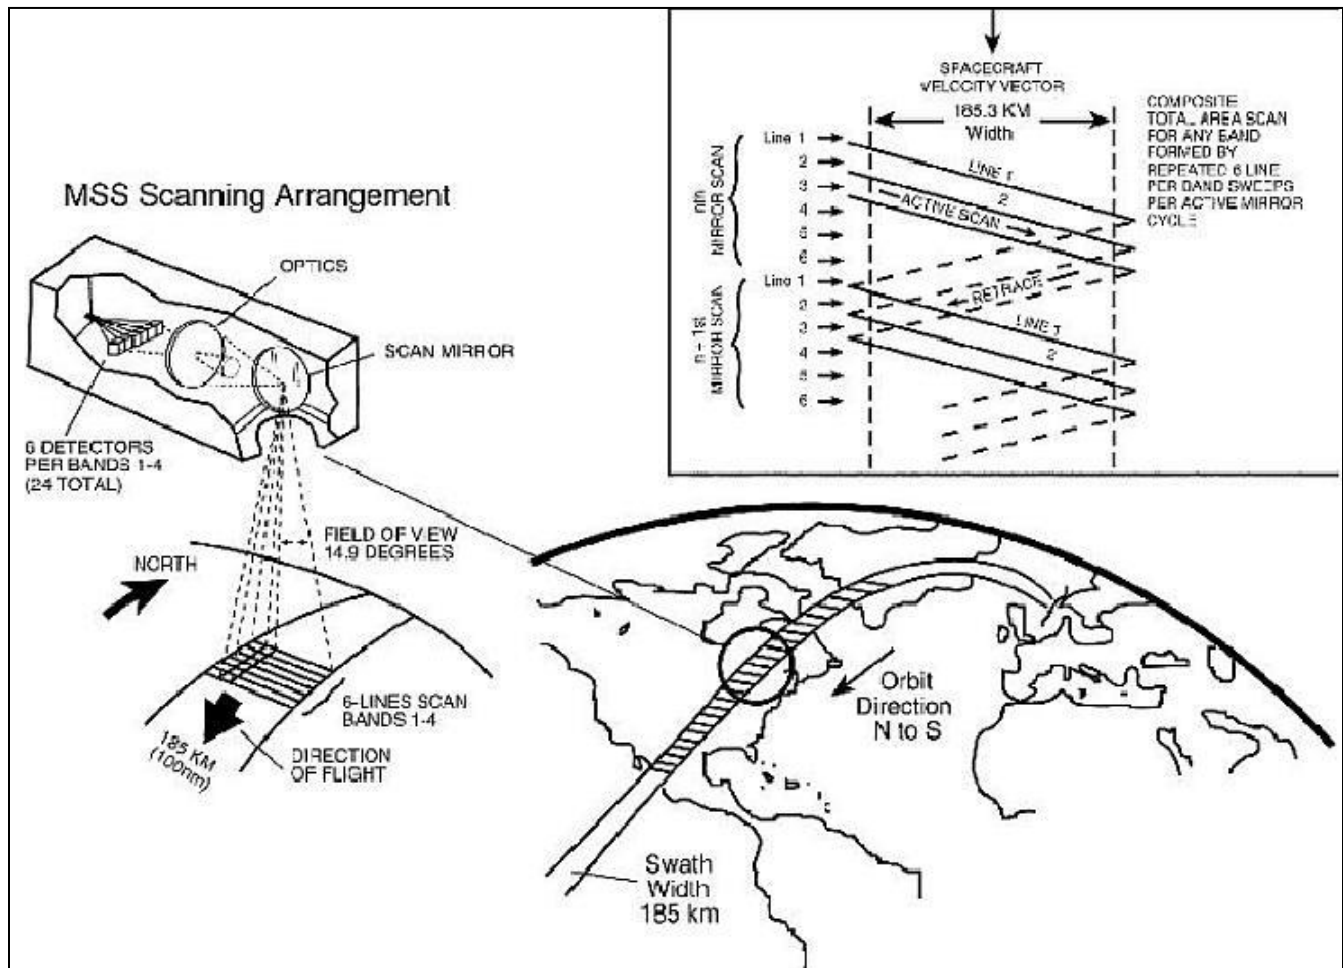 MSS Scanning Arrangement
OPTICS
SCAN MIRROR
6 DETECTORS
PER BANDS 1-4
(24 TOTAL)
FIELD OF VIEW
14.9 DEGREES
NORTH
6-LINES SCAN
BANDS 1-4
185 KM
(100nm)
DIRECTION
OF FLIGHT
SPACECRAFT
VELOCITY VECTOR
185.3 KM
Width
COMPOSITE
TOTAL AREA SCAN
FOR ANY BAND
FORMED BY
REPEATED 6 LINE
PER BAND SWEEPS
PER ACTIVE MIRROR
CYCLE
nth
MIRROR SCAN
Line 1
2
3
4
5
6
n + 1st
MIRROR SCAN
Line 1
2
3
4
5
6
LINE 1
2
ACTIVE SCAN
RETRACE
LINE
2
Orbit
Direction
N to S
Swath
Width
185 km